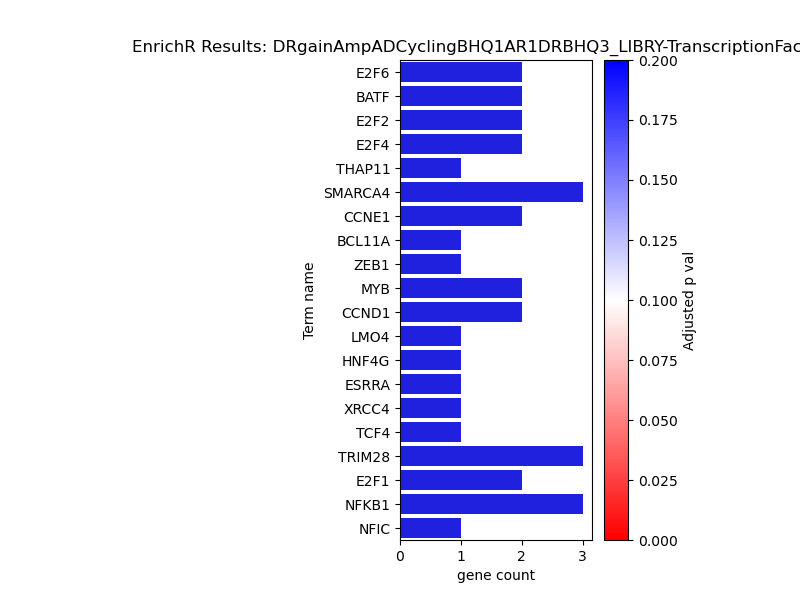 EnrichR Results: DRgainAmpADCyclingBHQ1AR1DRBHQ3_LIBRY-TranscriptionFac
E2F6
BATF
E2F2
E2F4
THAP11
SMARCA4
CCNE1
BCL11A
ZEB1
MYB
CCND1
LMO4
HNF4G
ESRRA
XRCC4
TCF4
TRIM28
E2F1
NFKB1
NFIC
Term name
0 1 2 3
gene count
0.200
0.175
0.150
0.125
0.100
0.075
0.050
0.025
0.000
Adjusted p val